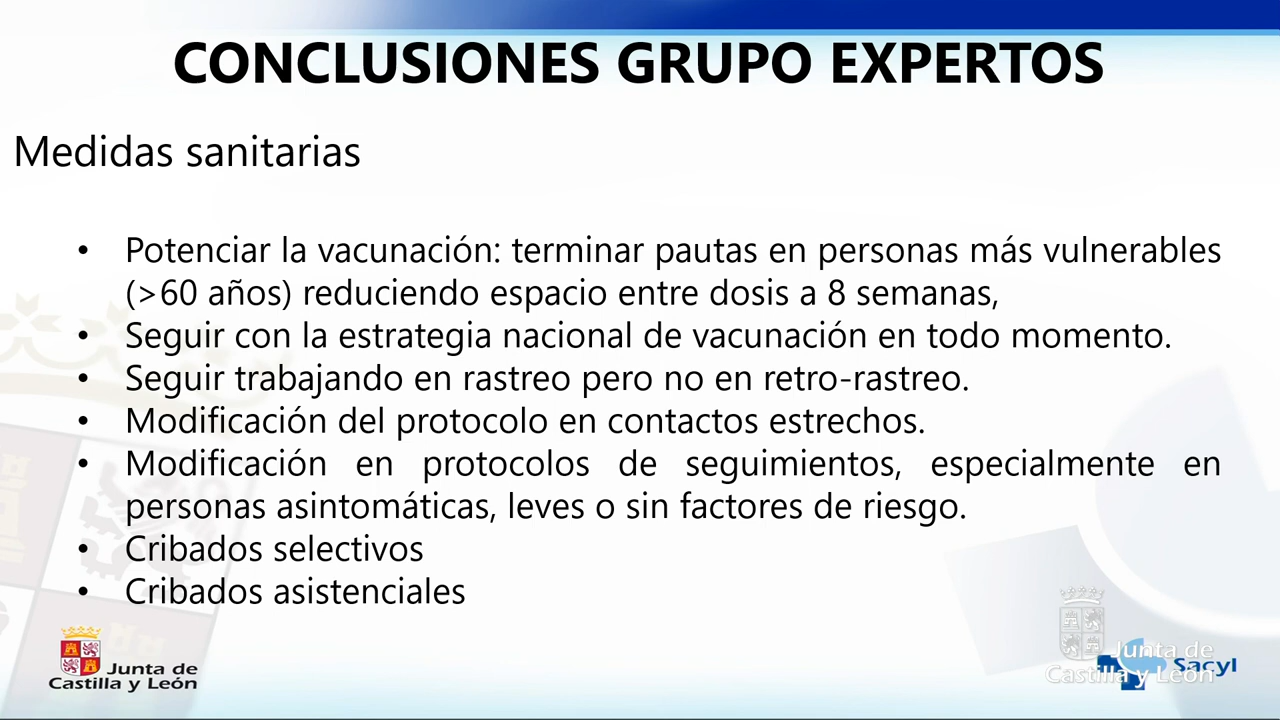 CONCLUSIONES GRUPO EXPERTOS
Medidas sanitarias
• Potenciar la vacunación: terminar pautas en personas más vulnerables
(>60 años) reduciendo espacio entre dosis a 8 semanas,
• Seguir con la estrategia nacional de vacunación en todo momento.
• Seguir trabajando en rastreo pero no en retro-rastreo.
• Modificación del protocolo en contactos estrechos.
• Modificación en protocolos de seguimientos, especialmente en
personas asintomáticas, leves o sin factores de riesgo.
• Cribados selectivos
• Cribados asistenciales
Junta de
Castilla y León
Junta de
Castilla y León
Sacyl